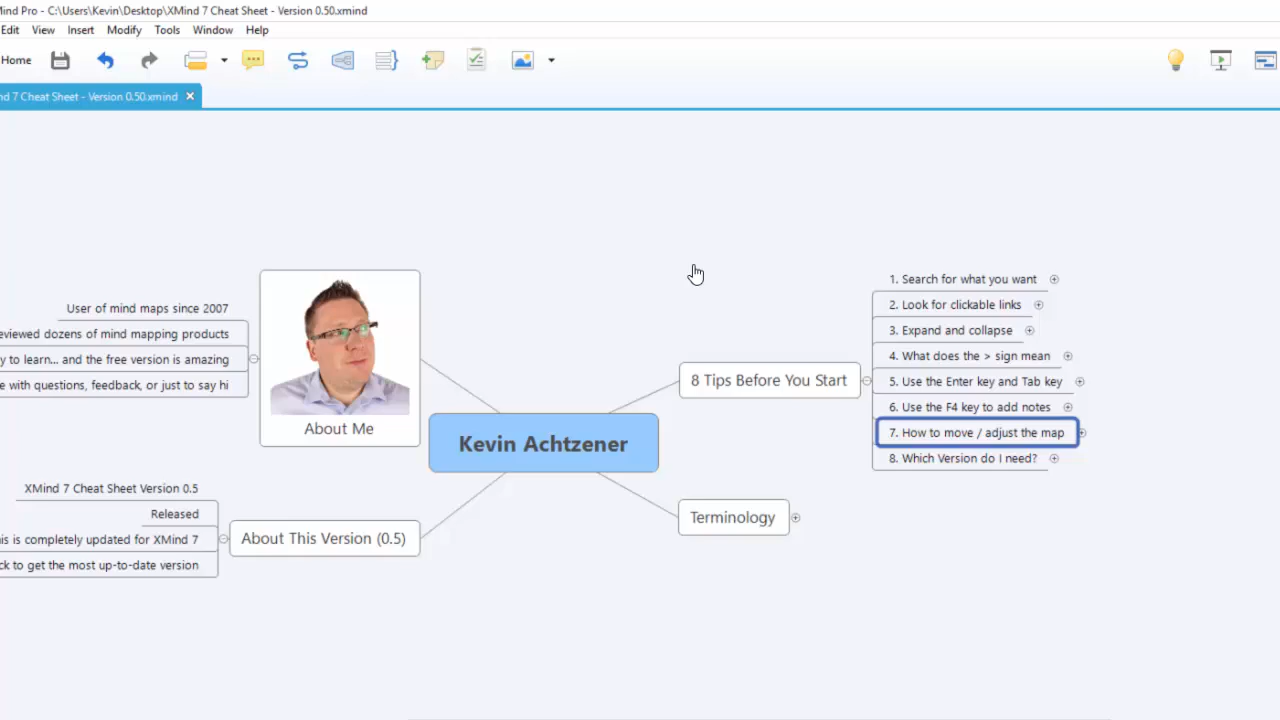 Mind Pro - C:\Users\Kevin\Desktop\XMind 7 Cheat Sheet - Version 0.50.xmind
Edit View Insert Modify Tools Window Help
Home
7 Cheat Sheet - Version 0.50.xmind
User of mind maps since 2007
dozens of mind mapping products
to learn... and the free version is amazing
with questions, feedback, or just to say hi
About Me
Kevin Achtzener
8 Tips Before You Start
1. Search for what you want
2. Look for clickable links
3. Expand and collapse
4. What does the > sign mean
5. Use the Enter key and Tab key
6. Use the F4 key to add notes
7. How to move / adjust the map
8. Which Version do I need?
Terminology
XMind 7 Cheat Sheet Version 0.5
Released
is completely updated for XMind 7
to get the most up-to-date version
About This Version (0.5)